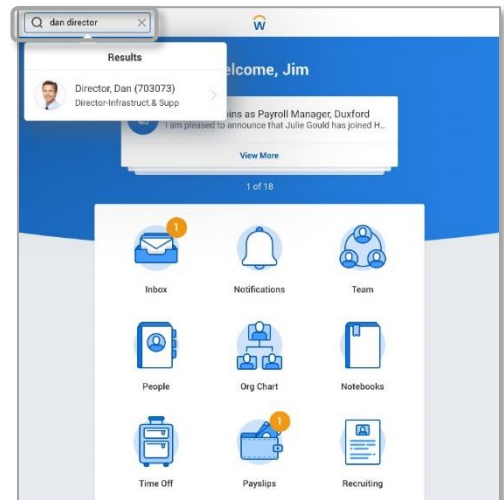 dan director
Results
Director, Dan (703073)
Director-Infrastruct.& Supp
elcome, Jim
ins as Payroll Manager, Duxford
I am pleased to announce that Julie Gould has joined H..
View More
1 of 18
1
Inbox
Notifications
Team
People
Org Chart
Notebooks
1
Time Off
Payslips
Recruiting